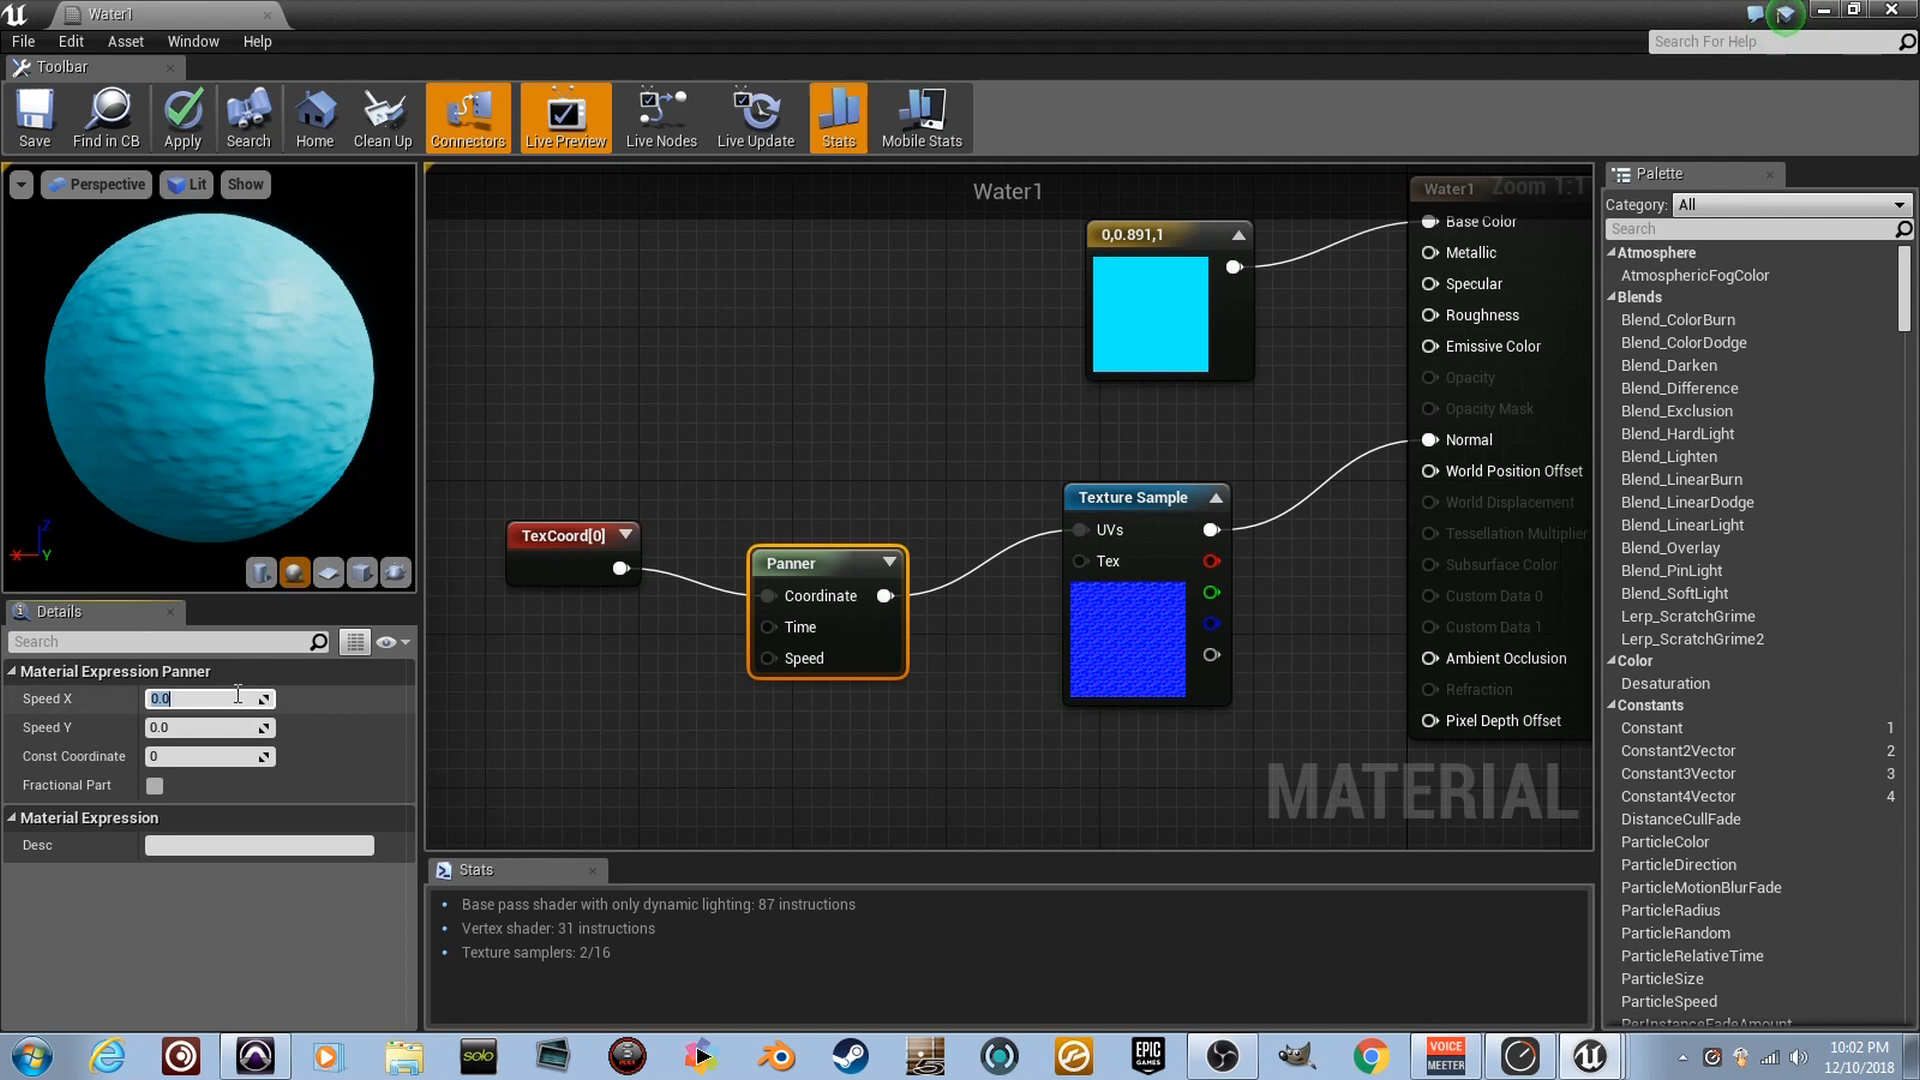 Water1
File Edit Asset Window Help
Search For Help
Toolbar
Save Find in CB Apply Search Home Clean Up Connectors Live Preview Live Nodes Live Update Stats Mobile Stats
Perspective Lit Show
Z
X
Y
Water1
Zoom 1:1
0,0.891,1
TexCoord[0]
Panner
Coordinate
Time
Speed
Texture Sample
UVs
Tex
Water1
Base Color
Metallic
Specular
Roughness
Emissive Color
Opacity
Opacity Mask
Normal
World Position Offset
World Displacement
Tessellation Multiplier
Subsurface Color
Custom Data 0
Custom Data 1
Ambient Occlusion
Refraction
Pixel Depth Offset
MATERIAL
Details
Search
Material Expression Panner
Speed X 0.0
Speed Y 0.0
Const Coordinate 0
Fractional Part
Material Expression
Desc
Stats
Base pass shader with only dynamic lighting: 87 instructions
Vertex shader: 31 instructions
Texture samplers: 2/16
Palette
Category: All
Search
Atmosphere
AtmosphericFogColor
Blends
Blend_ColorBurn
Blend_ColorDodge
Blend_Darken
Blend_Difference
Blend_Exclusion
Blend_HardLight
Blend_Lighten
Blend_LinearBurn
Blend_LinearDodge
Blend_LinearLight
Blend_Overlay
Blend_PinLight
Blend_SoftLight
Lerp_ScratchGrime
Lerp_ScratchGrime2
Color
Desaturation
Constants
Constant 1
Constant2Vector 2
Constant3Vector 3
Constant4Vector 4
DistanceCullFade
ParticleColor
ParticleDirection
ParticleMotionBlurFade
ParticleRadius
ParticleRandom
ParticleRelativeTime
ParticleSize
ParticleSpeed
PerInstanceFadeAmount
solo
EPIC GAMES
VOICE MEETER
10:02 PM
12/10/2018